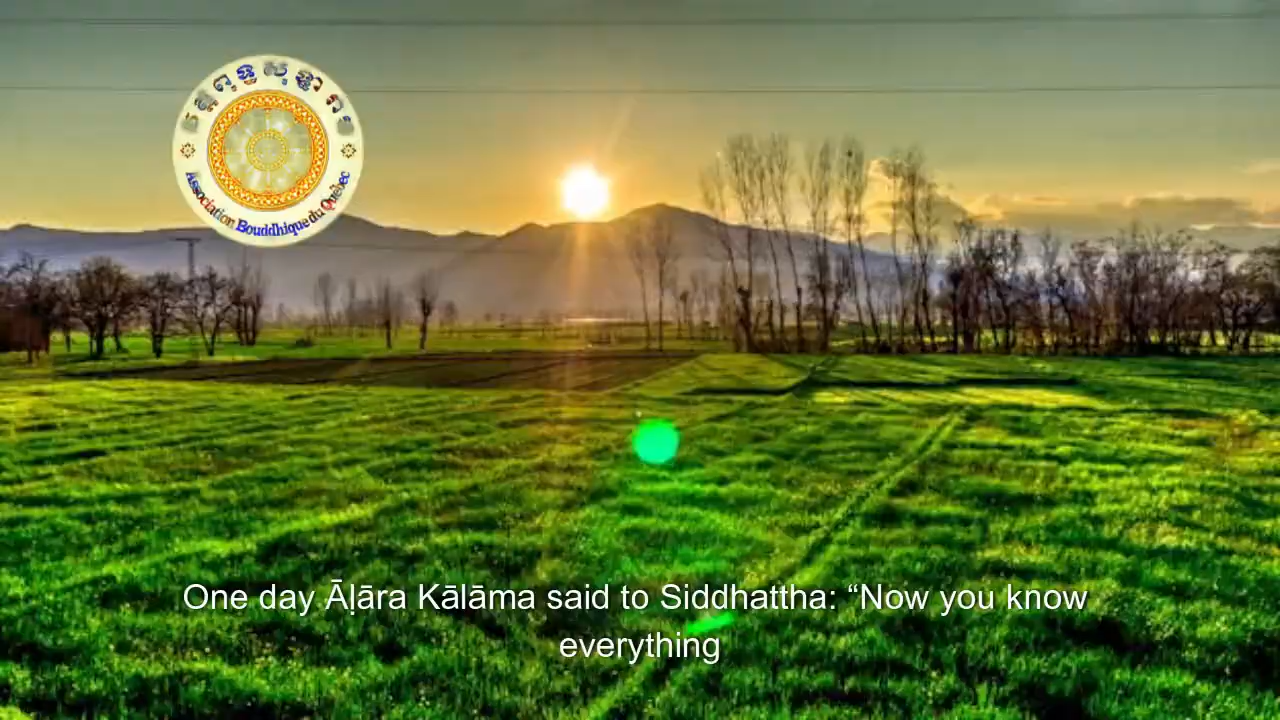 Association Bouddhique du Québec
One day Āḷāra Kālāma said to Siddhattha: “Now you know
everything